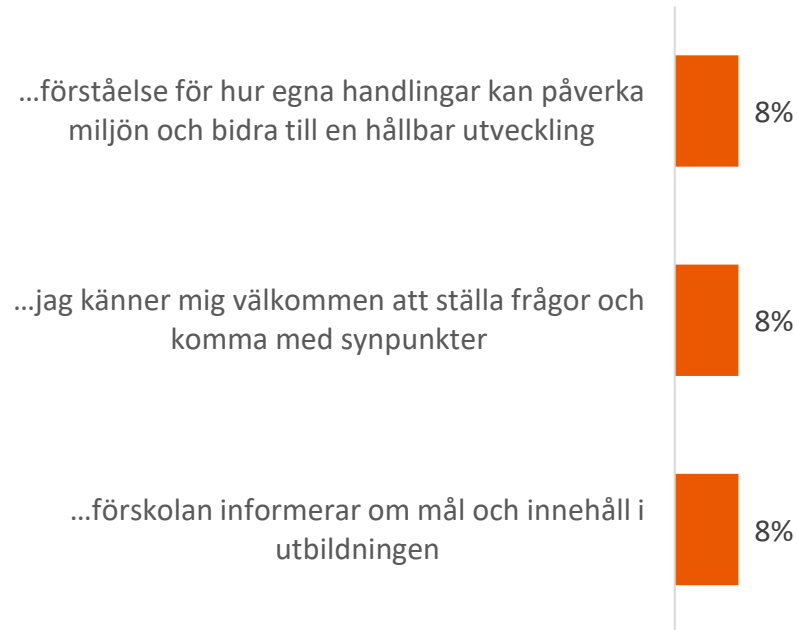 ...förståelse för hur egna handlingar kan påverka
miljön och bidra till en hållbar utveckling
8%
...jag känner mig välkommen att ställa frågor och
komma med synpunkter
8%
...förskolan informerar om mål och innehåll i
utbildningen
8%